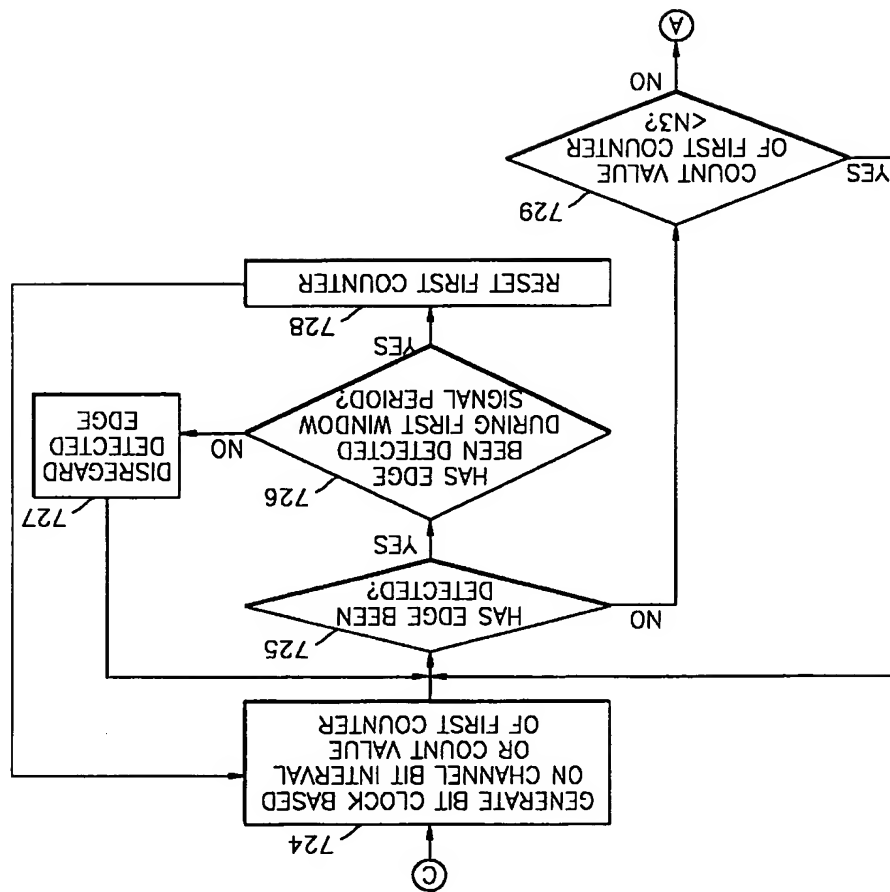 C
724
GENERATE BIT CLOCK BASED
ON CHANNEL BIT INTERVAL
OR COUNT VALUE
OF FIRST COUNTER
725
HAS EDGE BEEN
DETECTED?
NO
YES
726
HAS EDGE
BEEN DETECTED
DURING FIRST WINDOW
SIGNAL PERIOD?
NO
727
DISREGARD
DETECTED
EDGE
YES
728
RESET FIRST COUNTER
729
COUNT VALUE
OF FIRST COUNTER
<N3?
YES
NO
A